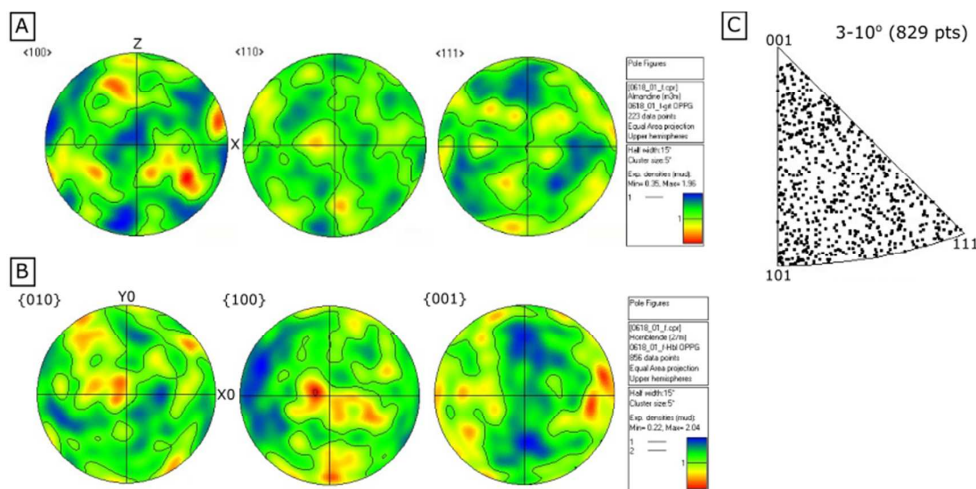 A
C
<100>
Z
<110>
<111>
X
Pole Figures
[0618_01_f.cpr]
Almandine (m3m)
0618_01_f-grt OPPG
223 data points
Equal Area projection
Upper hemispheres
Half width:15°
Cluster size:5°
Exp. densities (mud):
Min= 0.35, Max= 1.96
1
1
3-10° (829 pts)
001
111
101
B
{010}
Y0
{100}
{001}
X0
Pole Figures
[0618_01_f.cpr]
Hornblende (2/m)
0618_01_f-Hbl OPPG
856 data points
Equal Area projection
Upper hemispheres
Half width:15°
Cluster size:5°
Exp. densities (mud):
Min= 0.22, Max= 2.04
1
2
1